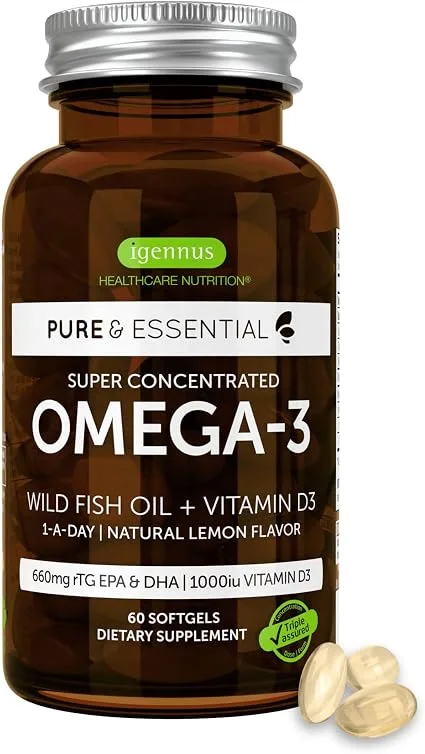 igennus
HEALTHCARE NUTRITION®
PURE & ESSENTIAL
SUPER CONCENTRATED
OMEGA-3
WILD FISH OIL + VITAMIN D3
1-A-DAY | NATURAL LEMON FLAVOR
660mg rTG EPA & DHA | 1000iu VITAMIN D3
60 SOFTGELS
DIETARY SUPPLEMENT
Concentration
Triple
assured